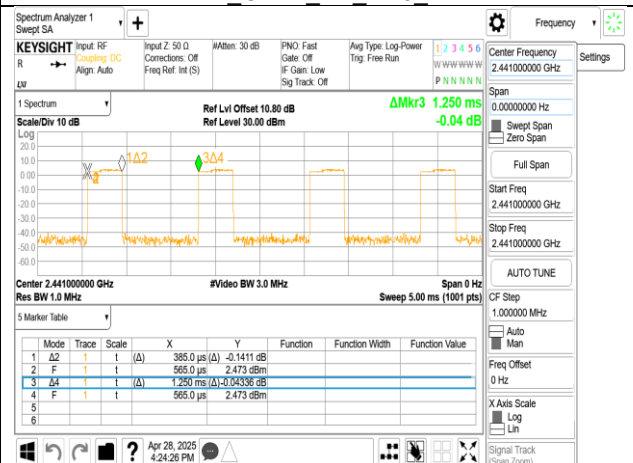 Spectrum Analyzer 1
Swept SA
+
Frequency
KEYSIGHT
R
LXI
Input: RF
Coupling: DC
Align: Auto
Input Z: 50 Ω
Corrections: Off
Freq Ref: Int (S)
#Atten: 30 dB
PNO: Fast
Gate: Off
IF Gain: Low
Sig Track: Off
Avg Type: Log-Power
Trig: Free Run
1 2 3 4 5 6
W W W W W W
P N N N N N
Center Frequency
2.441000000 GHz
Settings
Span
0.00000000 Hz
Swept Span
Zero Span
Full Span
Start Freq
2.441000000 GHz
Stop Freq
2.441000000 GHz
AUTO TUNE
CF Step
1.000000 MHz
Auto
Man
Freq Offset
0 Hz
X Axis Scale
Log
Lin
Signal Track
(Span Zoom)
1 Spectrum
Scale/Div 10 dB
Ref Lvl Offset 10.80 dB
Ref Level 30.00 dBm
ΔMkr3 1.250 ms
-0.04 dB
Log
20.0
10.0
0.00
-10.0
-20.0
-30.0
-40.0
-50.0
-60.0
1Δ2
3Δ4
Center 2.441000000 GHz
Res BW 1.0 MHz
#Video BW 3.0 MHz
Span 0 Hz
Sweep 5.00 ms (1001 pts)
5 Marker Table
Mode Trace Scale X Y Function Function Width Function Value
1 Δ2 1 t (Δ) 385.0 µs (Δ) -0.1411 dB
2 F 1 t 565.0 µs 2.473 dBm
3 Δ4 1 t (Δ) 1.250 ms (Δ) -0.04336 dB
4 F 1 t 565.0 µs 2.473 dBm
5
6
?
Apr 28, 2025
4:24:26 PM